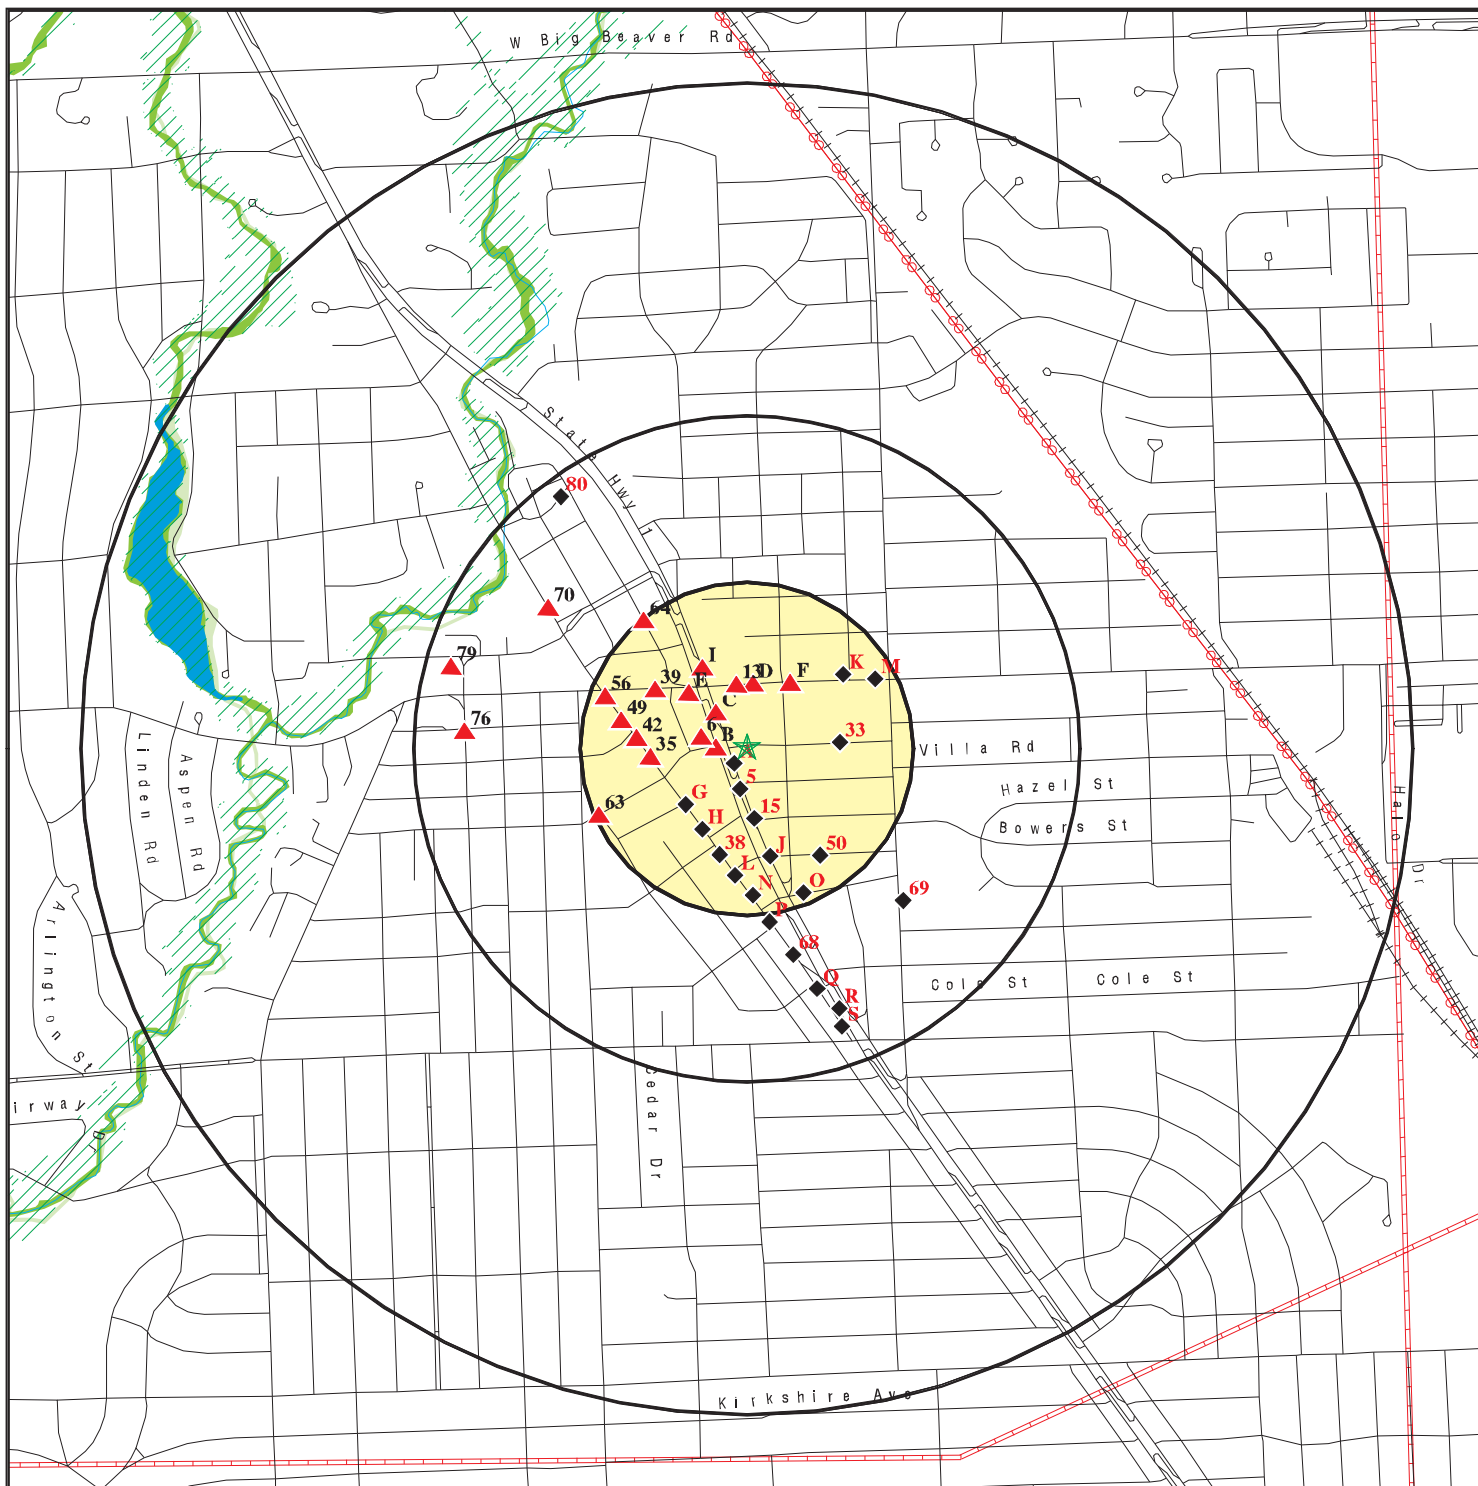 W Big Beaver Rd
State Hwy 1
80
70
64
79
I
K
M
13
D
F
39
E
56
C
49
76
42
6
B
33
35
Villa Rd
Linden Rd
Aspen Rd
5
Hazel St
G
63
15
Halo Dr
H
Bowers St
38
J
50
L
N
O
69
P
Arlington St
68
Q
Cole St
Cole St
R
S
irway Dr
Cedar Dr
Kirkshire Ave